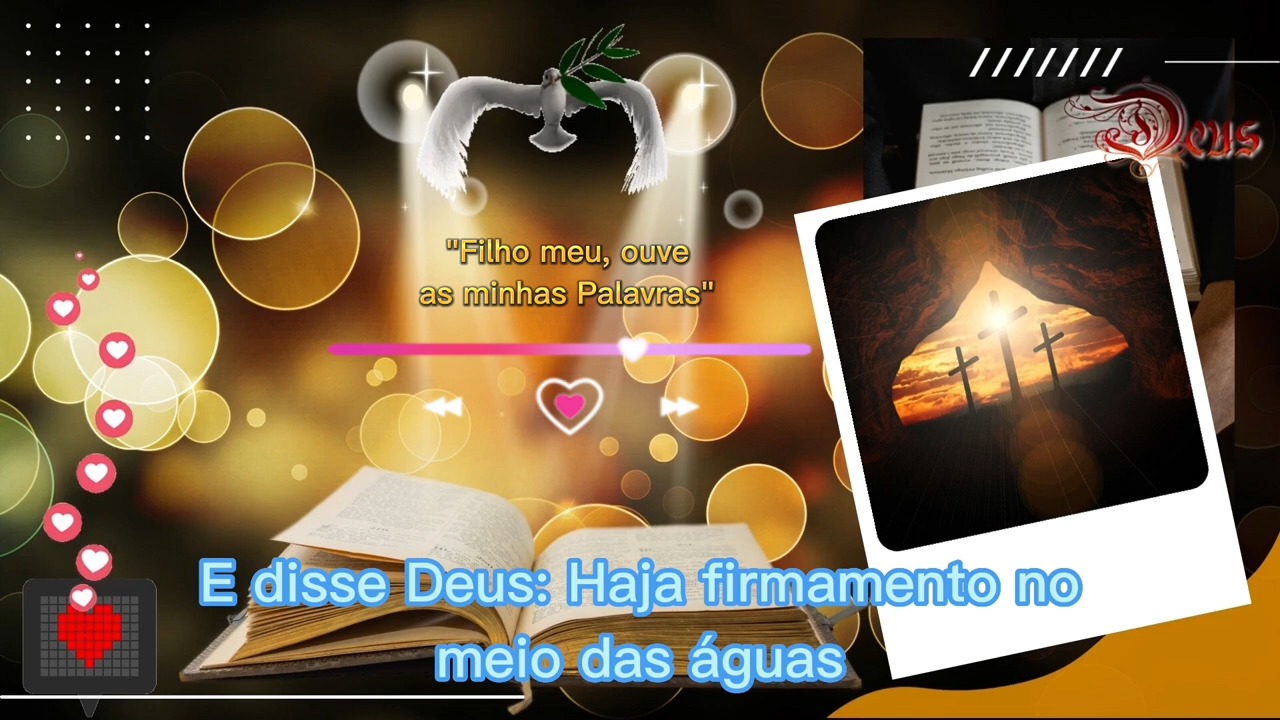 Deus
"Filho meu, ouve
as minhas Palavras"
E disse Deus: Haja firmamento no
meio das águas